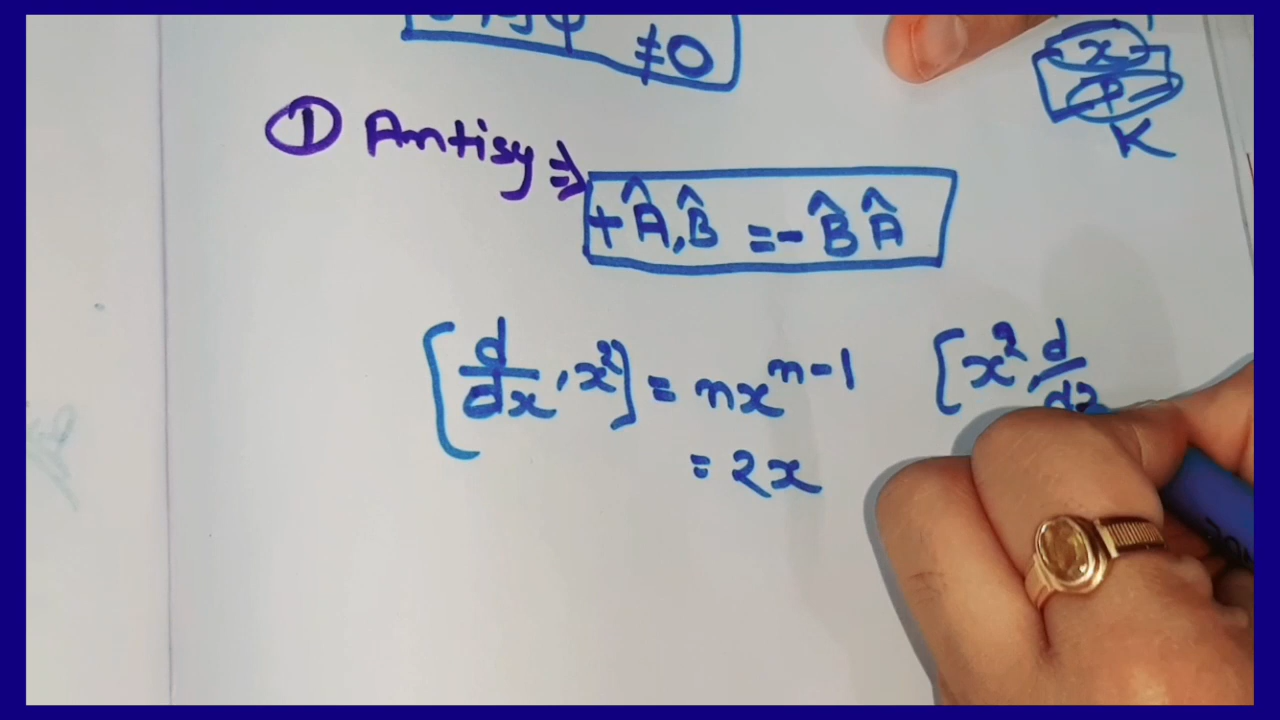 ≠0
x
K
① Antisy ⇒
+Â,B̂ = -B̂Â
[d/dx, x²] = nx^(n-1) [x², d/dx
= 2x